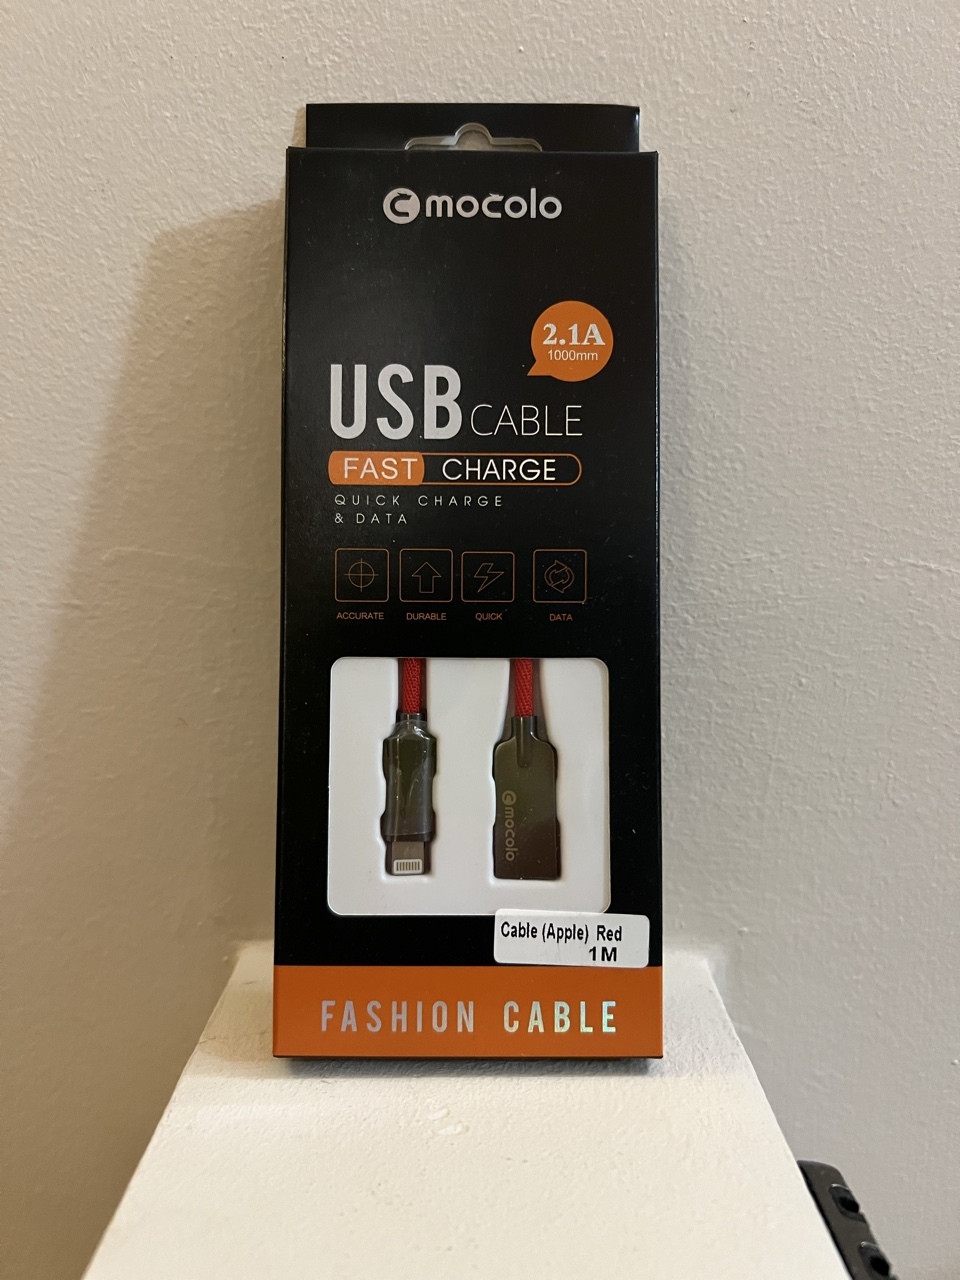 mocolo
2.1A
1000mm
USB CABLE
FAST CHARGE
QUICK CHARGE
& DATA
ACCURATE DURABLE QUICK DATA
mocolo
Cable (Apple) Red
1M
FASHION CABLE